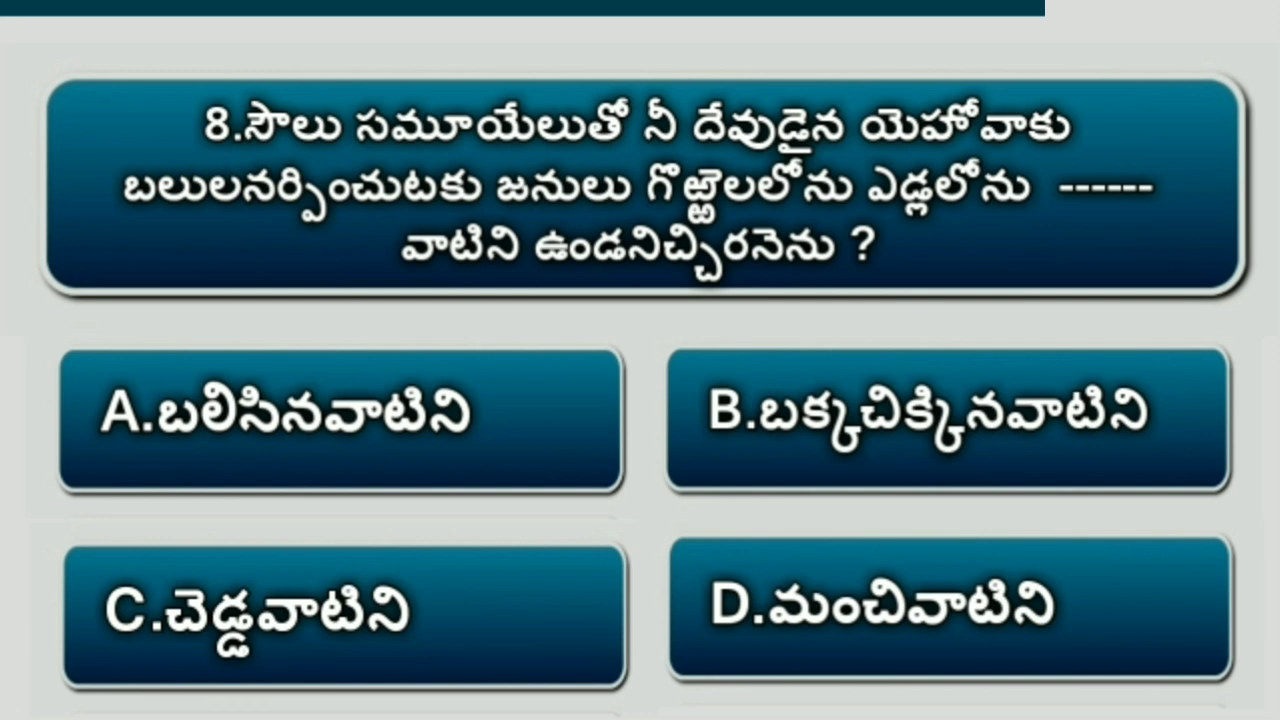 8.సౌలు సమూయేలుతో నీ దేవుడైన యెహోవాకు
బలులనర్పించుటకు జనులు గొఱ్ఱెలలోను ఎడ్లలోను ------
వాటిని ఉండనిచ్చిరనెను ?
A.బలిసినవాటిని
B.బక్కచిక్కినవాటిని
C.చెడ్డవాటిని
D.మంచివాటిని